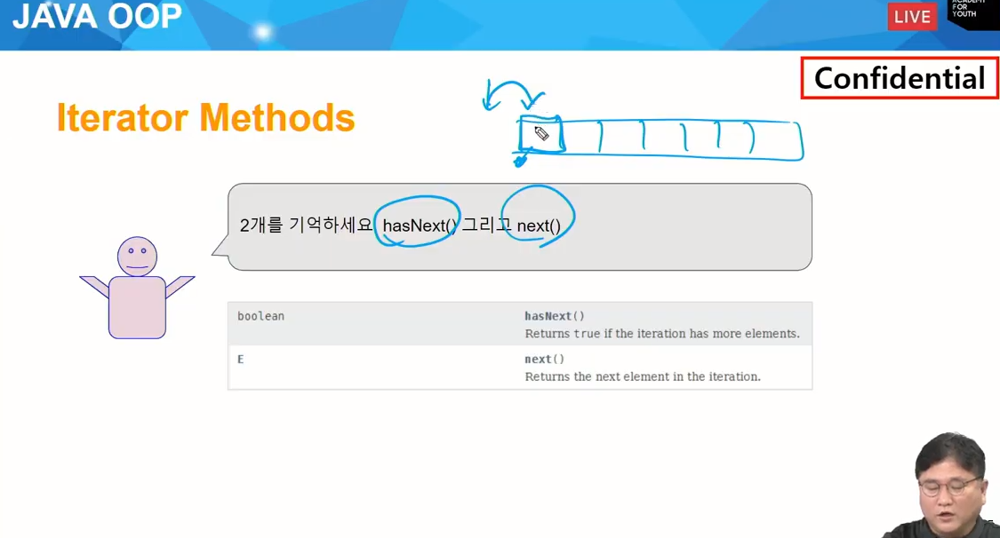 JAVA OOP
LIVE
ACADEMY
FOR
YOUTH
Confidential
Iterator Methods
2개를 기억하세요 hasNext() 그리고 next()
boolean hasNext()
Returns true if the iteration has more elements.
E next()
Returns the next element in the iteration.